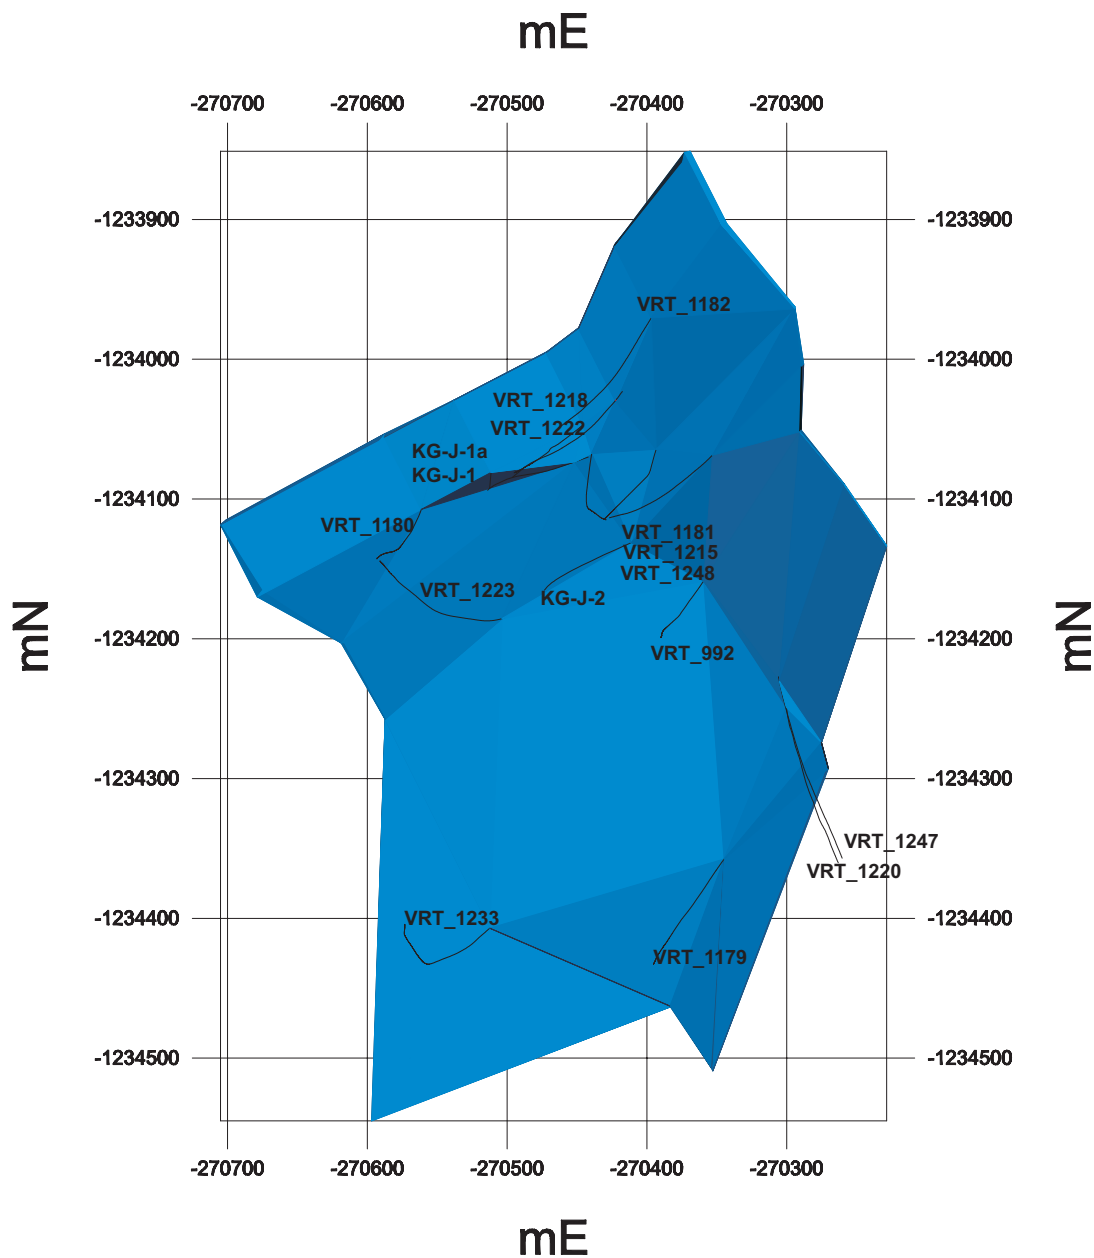 mE
-270700 -270600 -270500 -270400 -270300
-1233900 -1233900
VRT_1182
-1234000 -1234000
VRT_1218
VRT_1222
KG-J-1a
KG-J-1
-1234100 -1234100
VRT_1180
VRT_1181
VRT_1215
VRT_1248
VRT_1223
KG-J-2
mN mN
-1234200 -1234200
VRT_992
-1234300 -1234300
VRT_1247
VRT_1220
-1234400 VRT_1233 -1234400
VRT_1179
-1234500 -1234500
-270700 -270600 -270500 -270400 -270300
mE